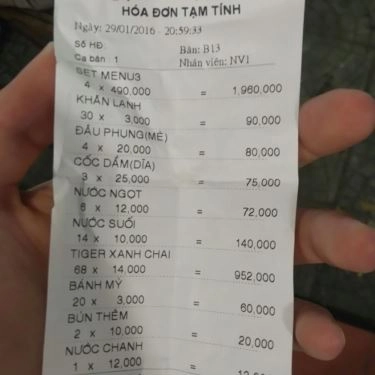 HÓA ĐƠN TẠM TÍNH
Ngày: 29/01/2016 - 20:59:33
Số HĐ: Bàn: B13
Ca bán 1 Nhân viên: NV1
SET MENU3
4 x 490,000 = 1,960,000
KHĂN LẠNH
30 x 3,000 = 90,000
ĐẬU PHỤNG(MÈ)
4 x 20,000 = 80,000
CỐC DẦM(DĨA)
3 x 25,000 = 75,000
NƯỚC NGỌT
6 x 12,000 = 72,000
NƯỚC SUỐI
14 x 10,000 = 140,000
TIGER XANH CHAI
68 x 14,000 = 952,000
BÁNH MỲ
20 x 3,000 = 60,000
BÚN THÊM
2 x 10,000 = 20,000
NƯỚC CHANH
1 x 12,000 =